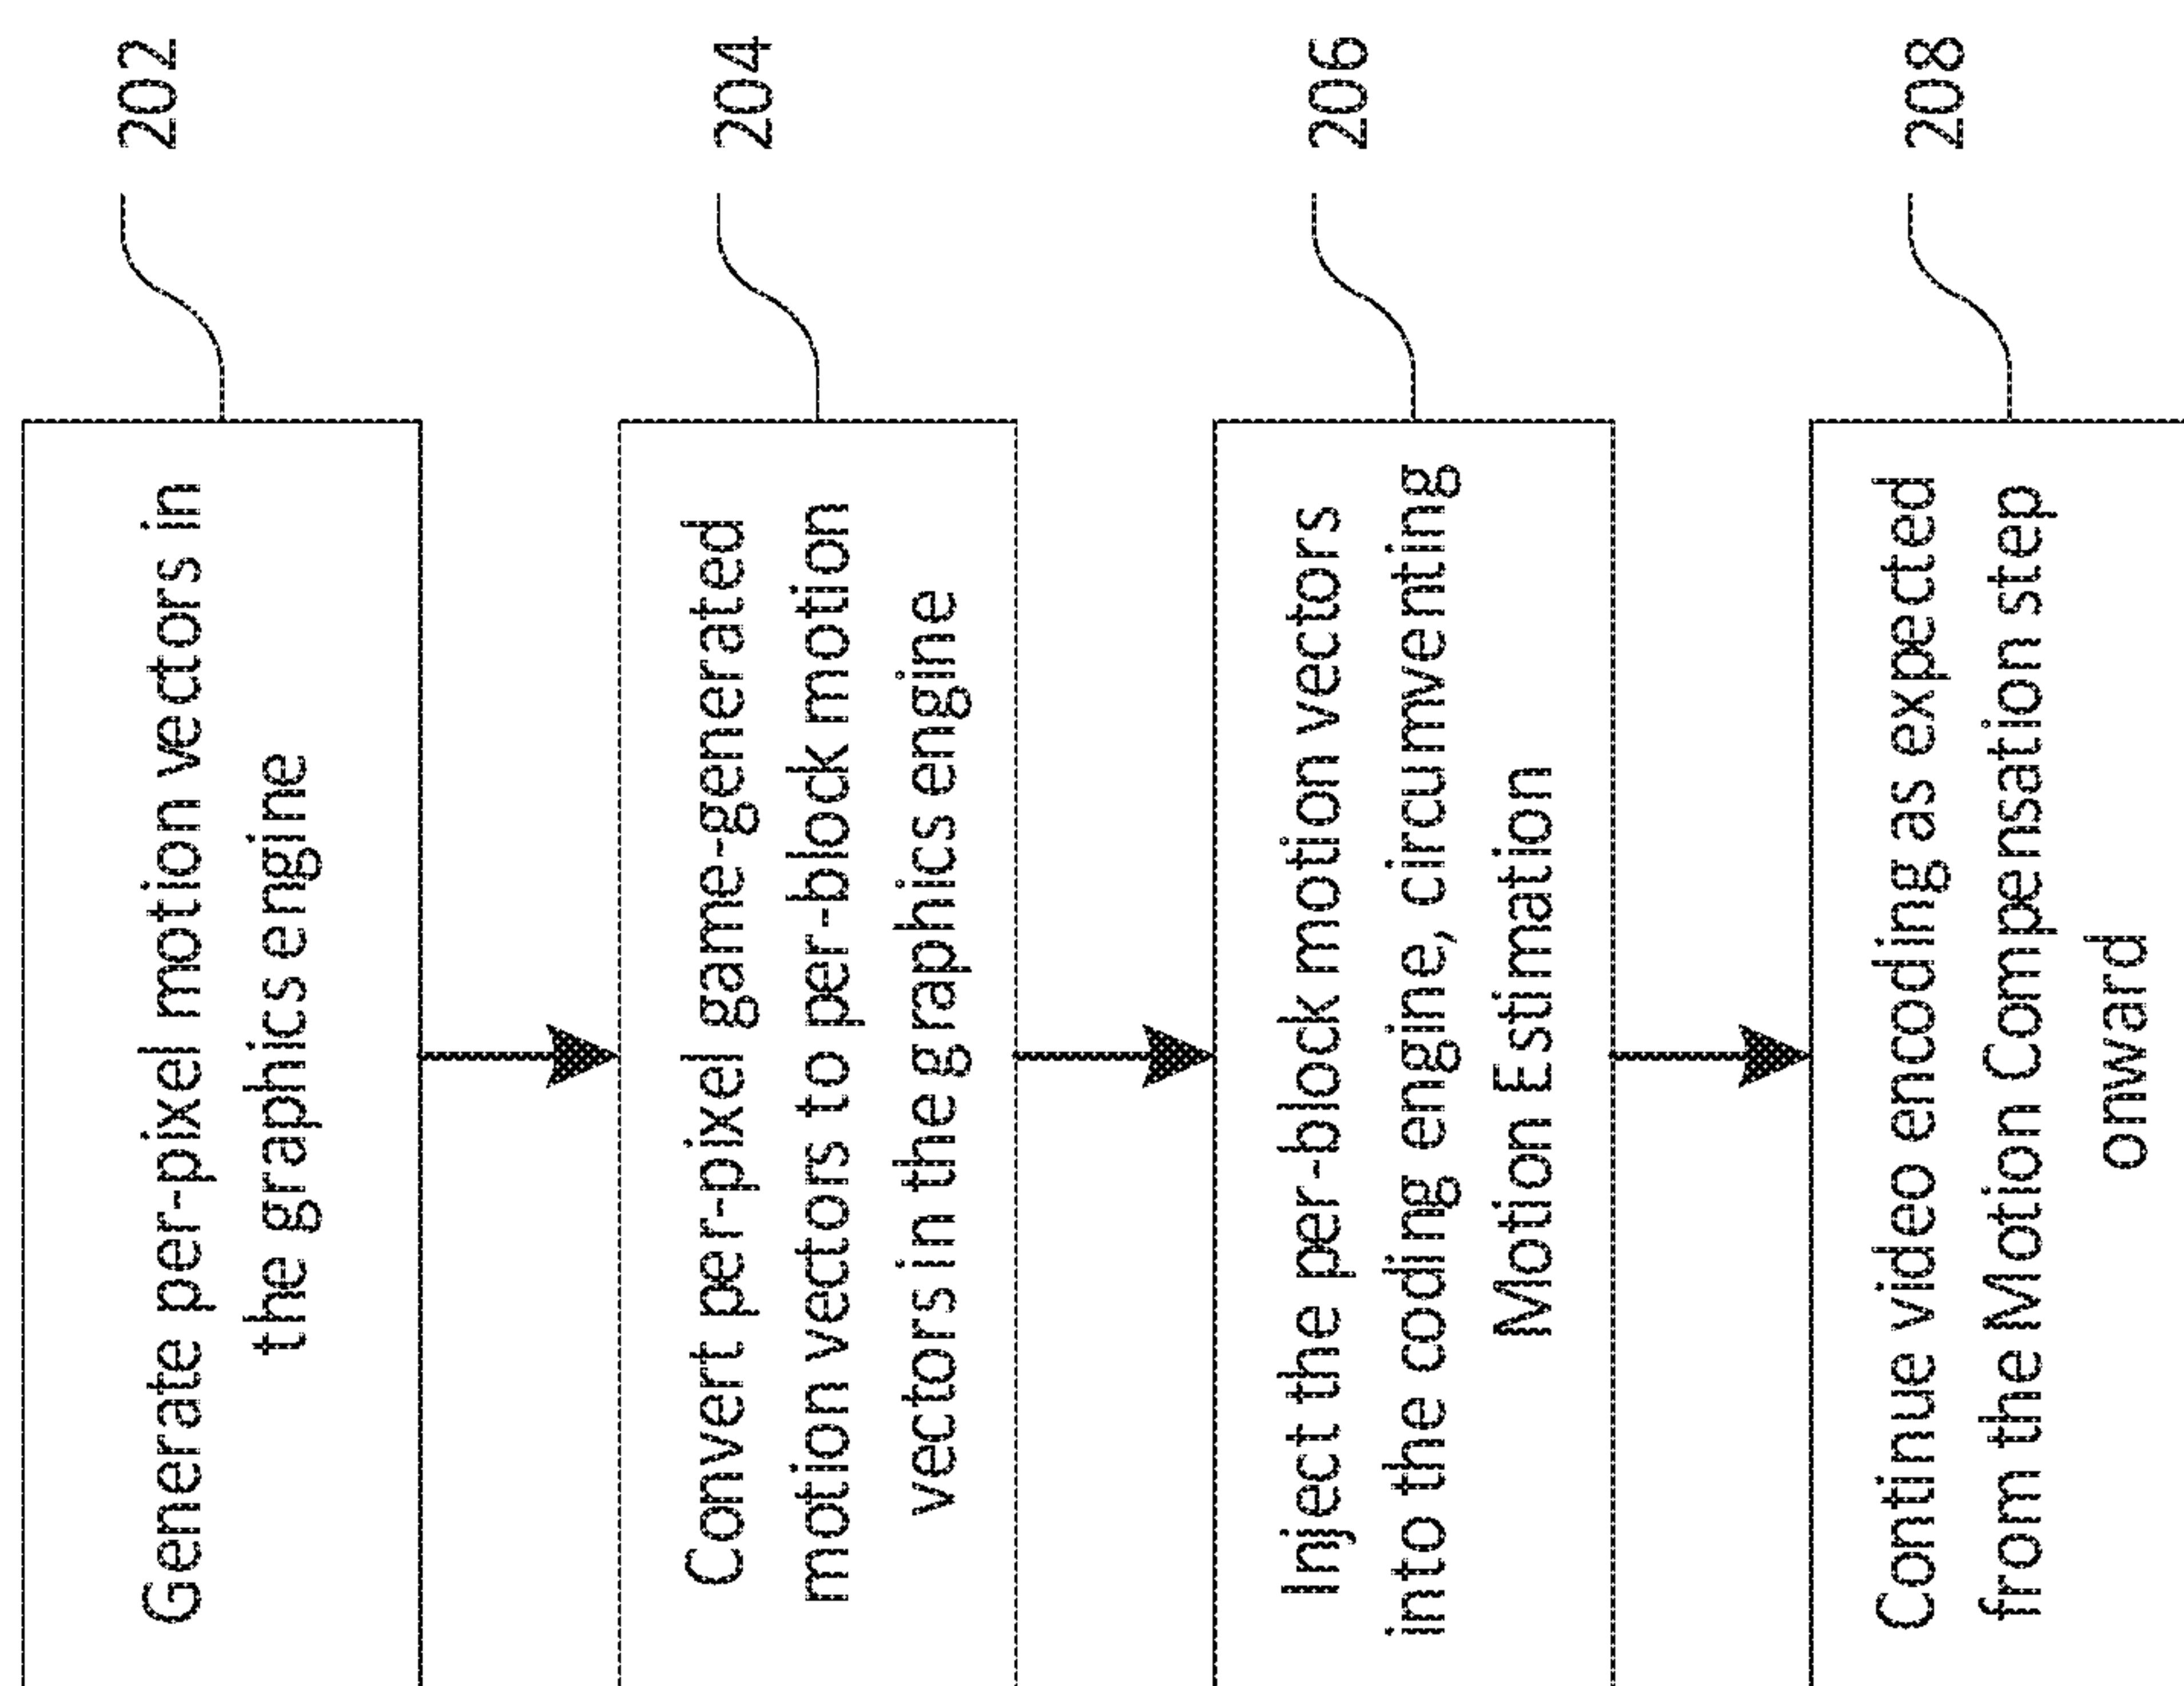 Generate per-pixel motion vectors in
the graphics engine
202
Convert per-pixel game-generated
motion vectors to per-block motion
vectors in the graphics engine
204
Inject the per-block motion vectors
into the coding engine, circumventing
Motion Estimation
206
Continue video encoding as expected
from the Motion Compensation step
onward
208